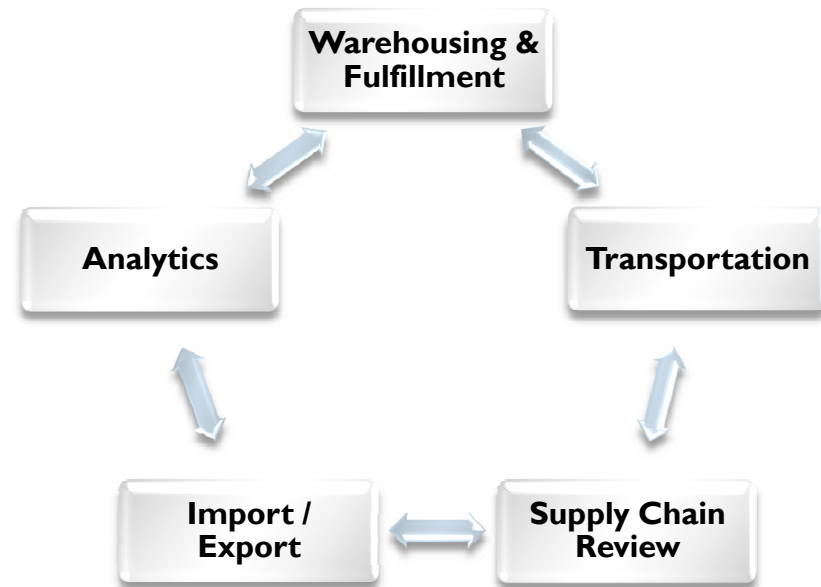 Warehousing &
Fulfillment
Analytics
Transportation
Import /
Export
Supply Chain
Review